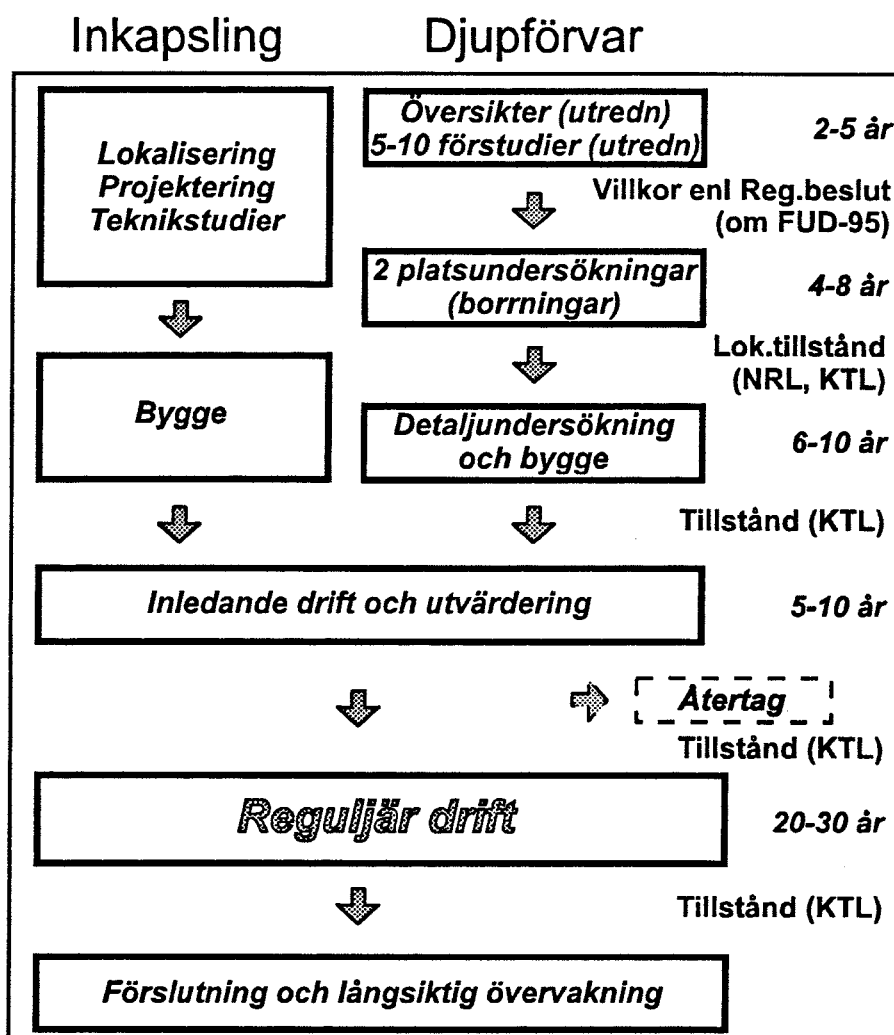 Inkapsling
Djupförvar
Lokalisering
Projektering
Teknikstudier
Översikter (utredn)
5-10 förstudier (utredn)
2-5 år
Villkor enl Reg.beslut
(om FUD-95)
2 platsundersökningar
(borrningar)
4-8 år
Lok.tillstånd
(NRL, KTL)
Bygge
Detaljundersökning
och bygge
6-10 år
Tillstånd (KTL)
Inledande drift och utvärdering
5-10 år
Återtag
Tillstånd (KTL)
Reguljär drift
20-30 år
Tillstånd (KTL)
Förslutning och långsiktig övervakning